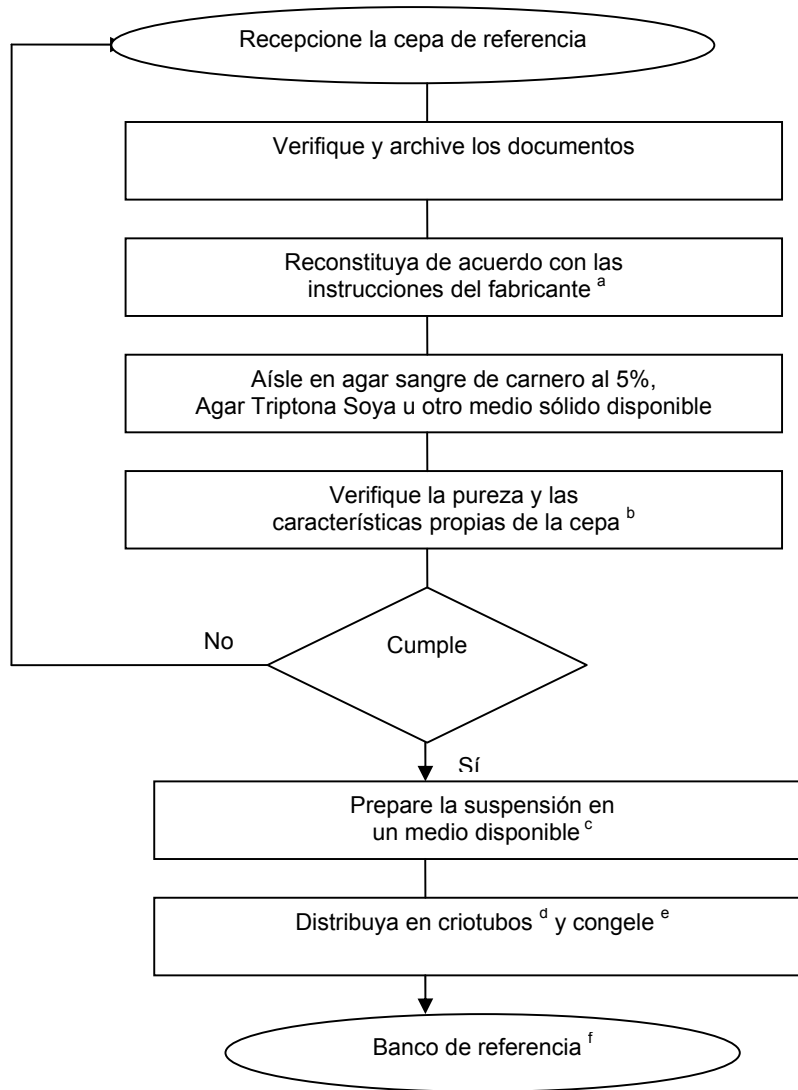 Recepcione la cepa de referencia
Verifique y archive los documentos
Reconstituya de acuerdo con las
instrucciones del fabricante a
Aísle en agar sangre de carnero al 5%,
Agar Triptona Soya u otro medio sólido disponible
Verifique la pureza y las
características propias de la cepa b
No
Cumple
Sí
Prepare la suspensión en
un medio disponible c
Distribuya en criotubos d y congele e
Banco de referencia f